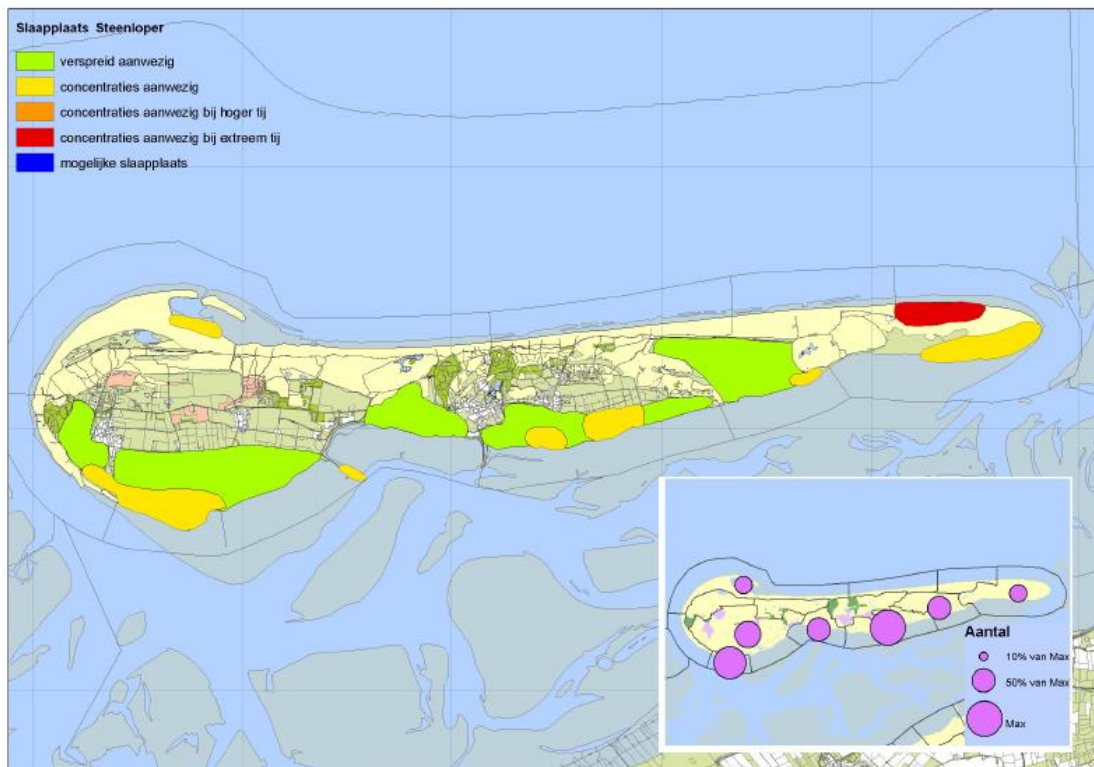 Slaapplaats Steenloper
verspreid aanwezig
concentraties aanwezig
concentraties aanwezig bij hoger tij
concentraties aanwezig bij extreem tij
mogelijke slaapplaats
Aantal
10% van Max
50% van Max
Max